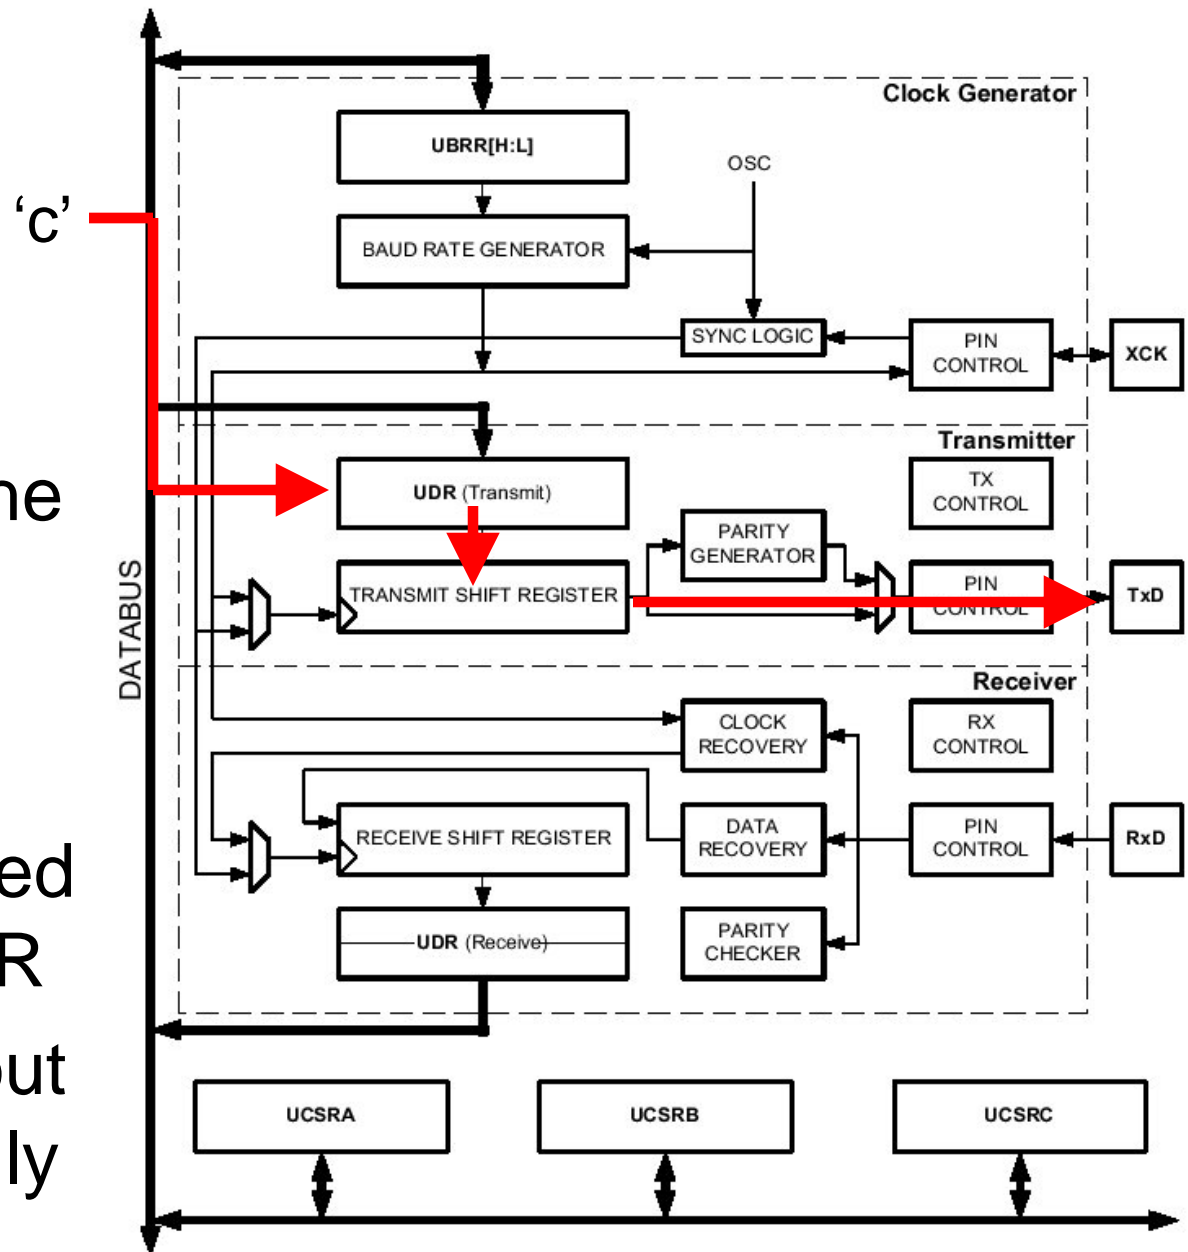 Clock Generator
UBRR[H:L]
OSC
‘c’
BAUD RATE GENERATOR
SYNC LOGIC
PIN
CONTROL
XCK
Transmitter
ne
UDR (Transmit)
TX
CONTROL
PARITY
GENERATOR
DATABUS
TRANSMIT SHIFT REGISTER
PIN
CONTROL
TxD
Receiver
CLOCK
RECOVERY
RX
CONTROL
RECEIVE SHIFT REGISTER
DATA
RECOVERY
PIN
CONTROL
RxD
ed
R
UDR (Receive)
PARITY
CHECKER
out
ly
UCSRA
UCSRB
UCSRC